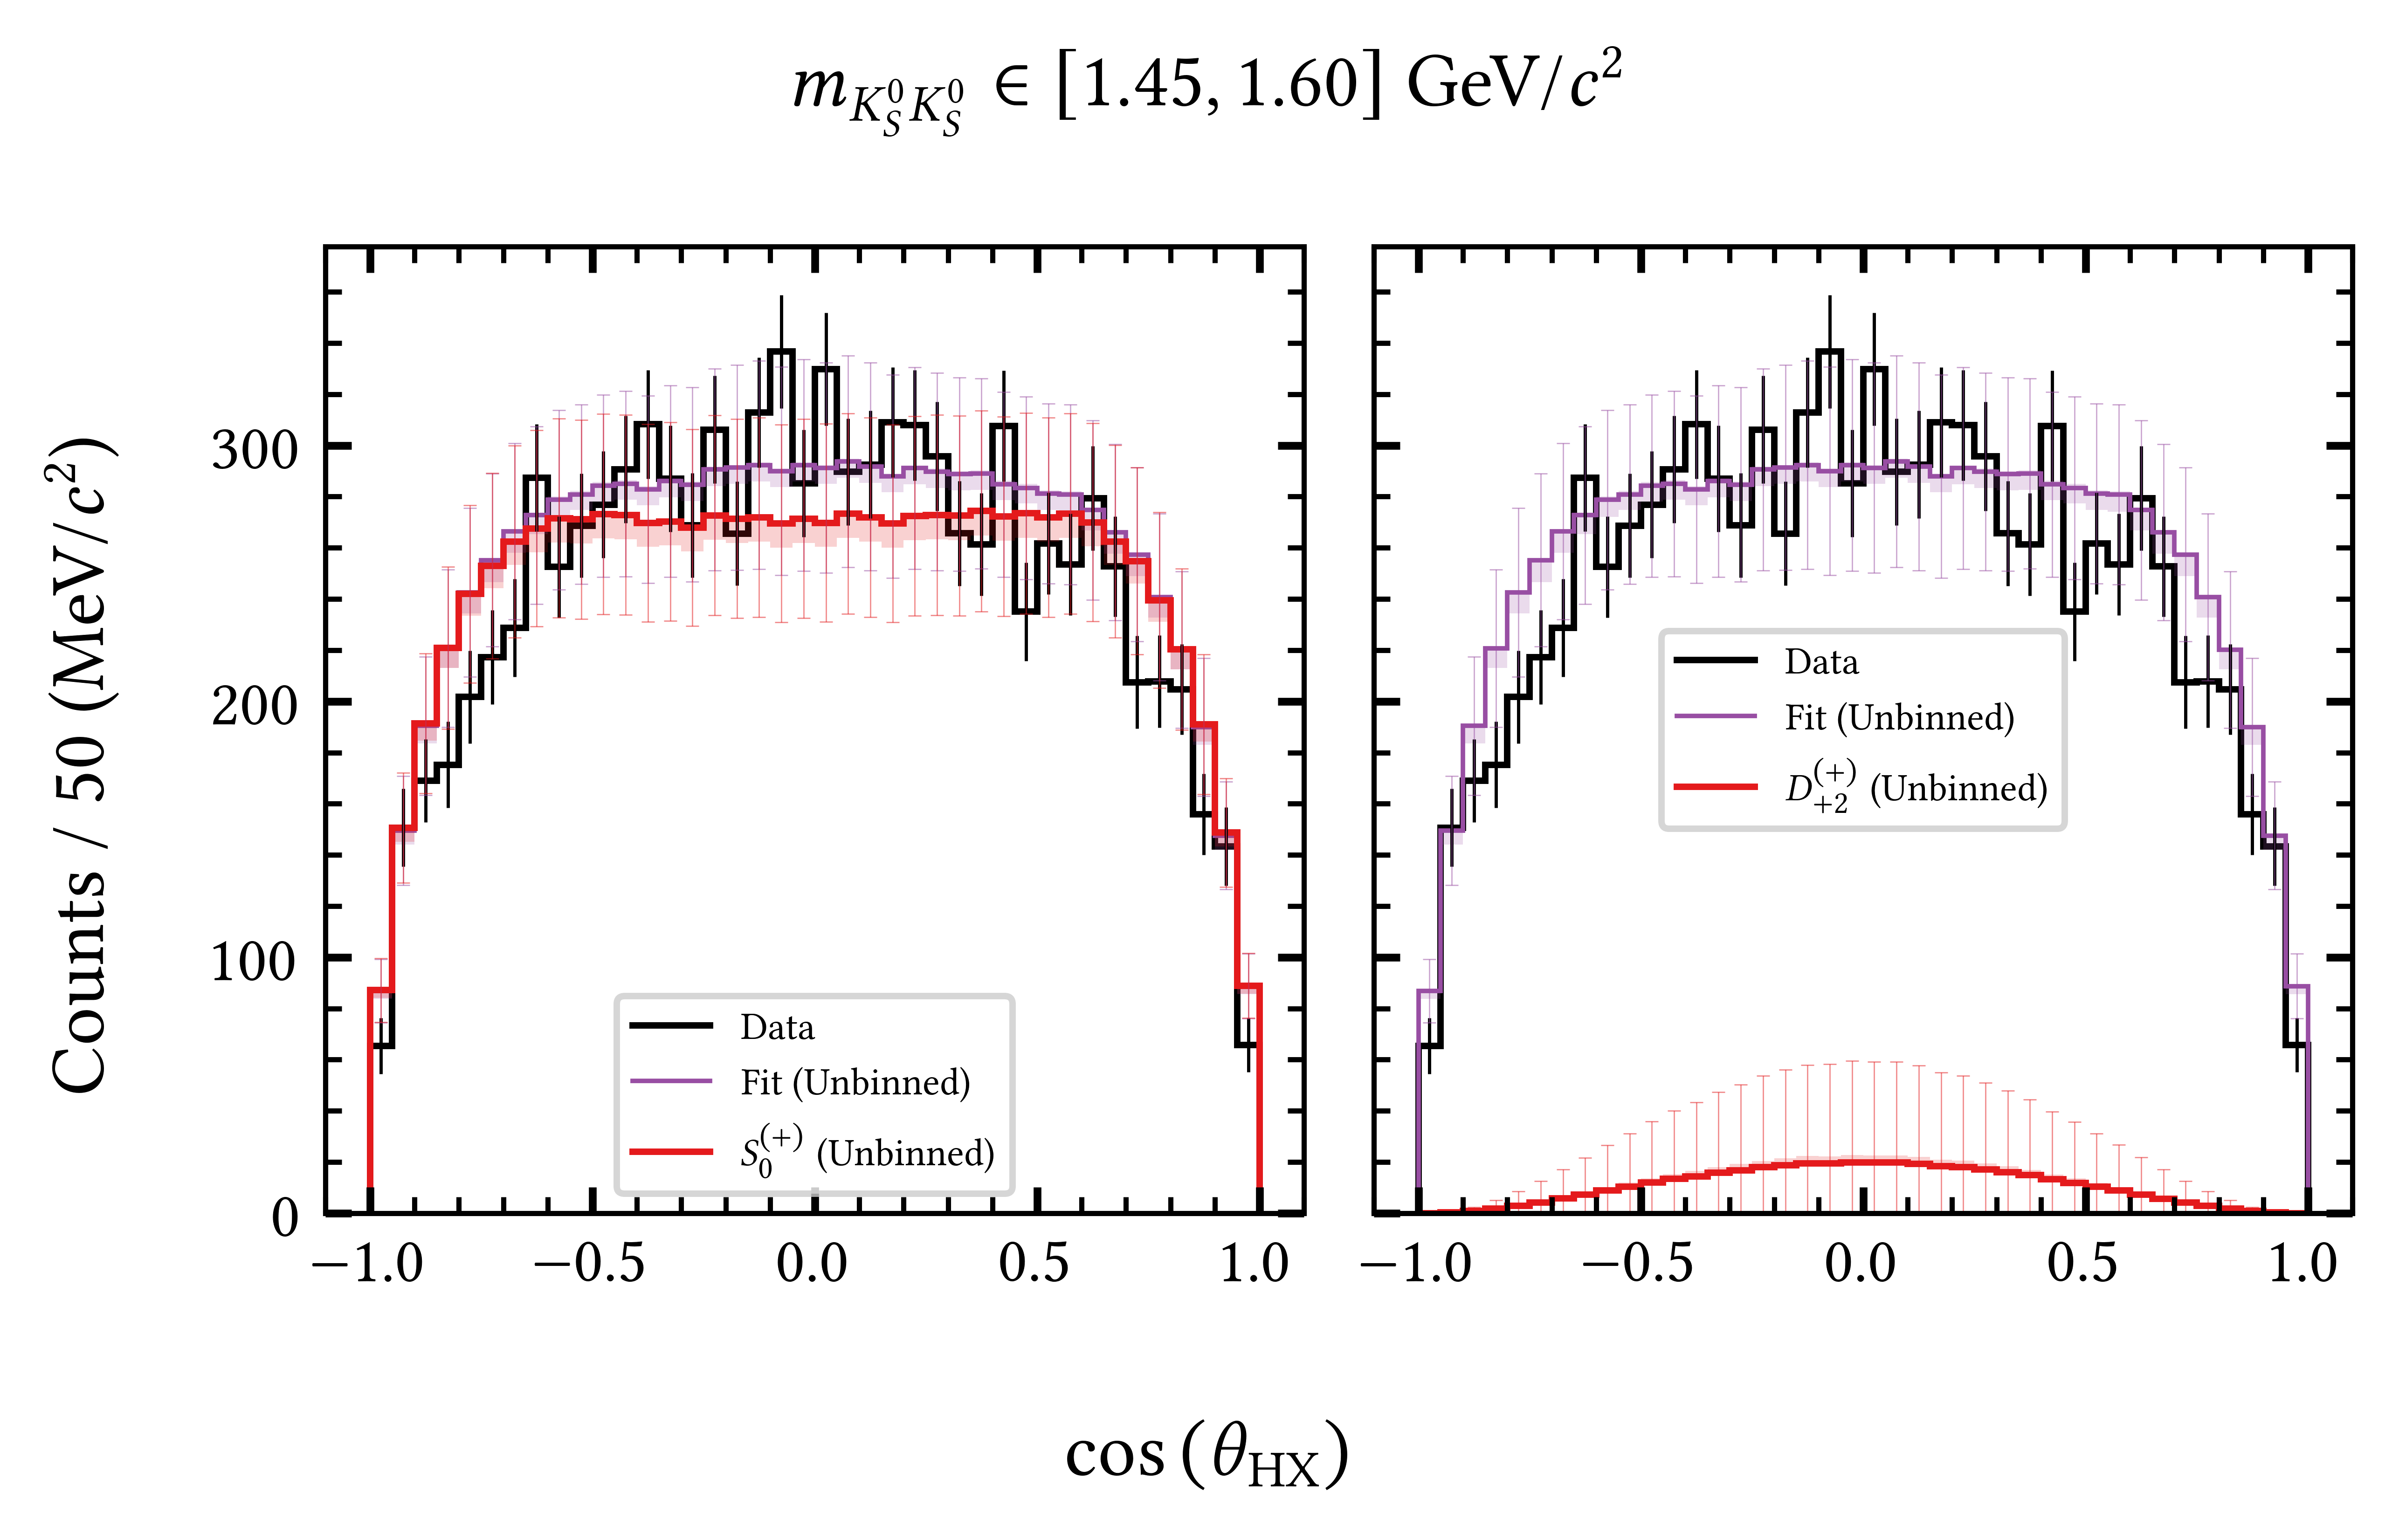 m_{K_S^0 K_S^0} ∈ [1.45, 1.60] GeV/c²
Counts / 50 (MeV/c²)
300
200
100
0
Data
Fit (Unbinned)
S_0^{(+)} (Unbinned)
−1.0 −0.5 0.0 0.5 1.0
Data
Fit (Unbinned)
D_{+2}^{(+)} (Unbinned)
−1.0 −0.5 0.0 0.5 1.0
cos (θ_{HX})